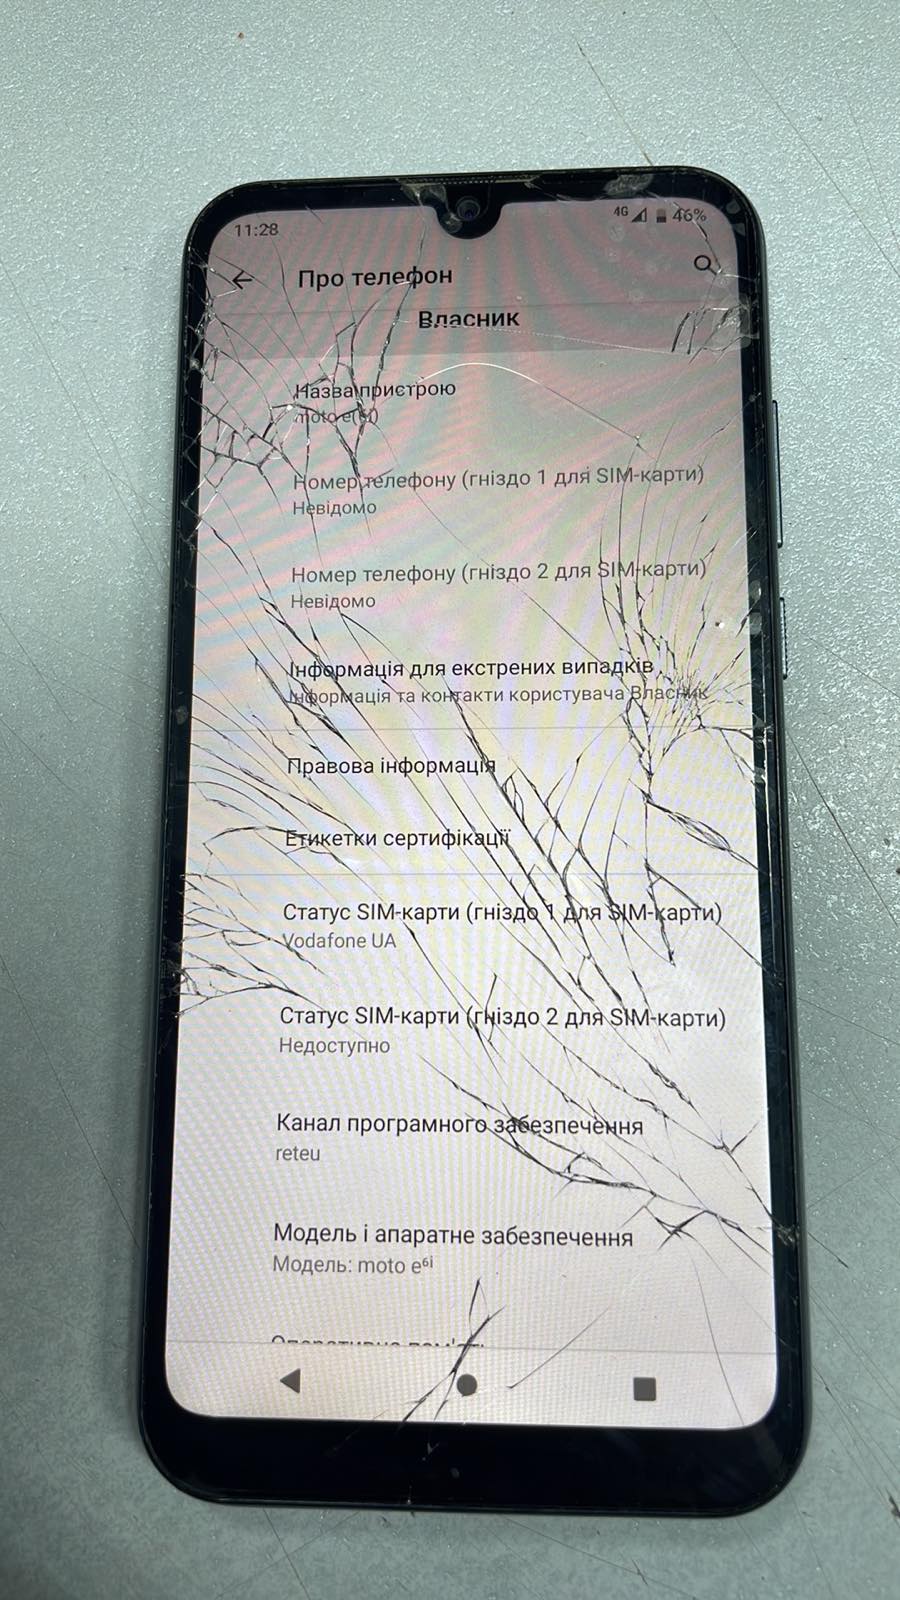 11:28
4G 46%
Про телефон
Власник
Назва пристрою
moto e(6i)
Номер телефону (гніздо 1 для SIM-карти)
Невідомо
Номер телефону (гніздо 2 для SIM-карти)
Невідомо
Інформація для екстрених випадків
Інформація та контакти користувача Власник
Правова інформація
Етикетки сертифікації
Статус SIM-карти (гніздо 1 для SIM-карти)
Vodafone UA
Статус SIM-карти (гніздо 2 для SIM-карти)
Недоступно
Канал програмного забезпечення
reteu
Модель і апаратне забезпечення
Модель: moto e⁶ⁱ